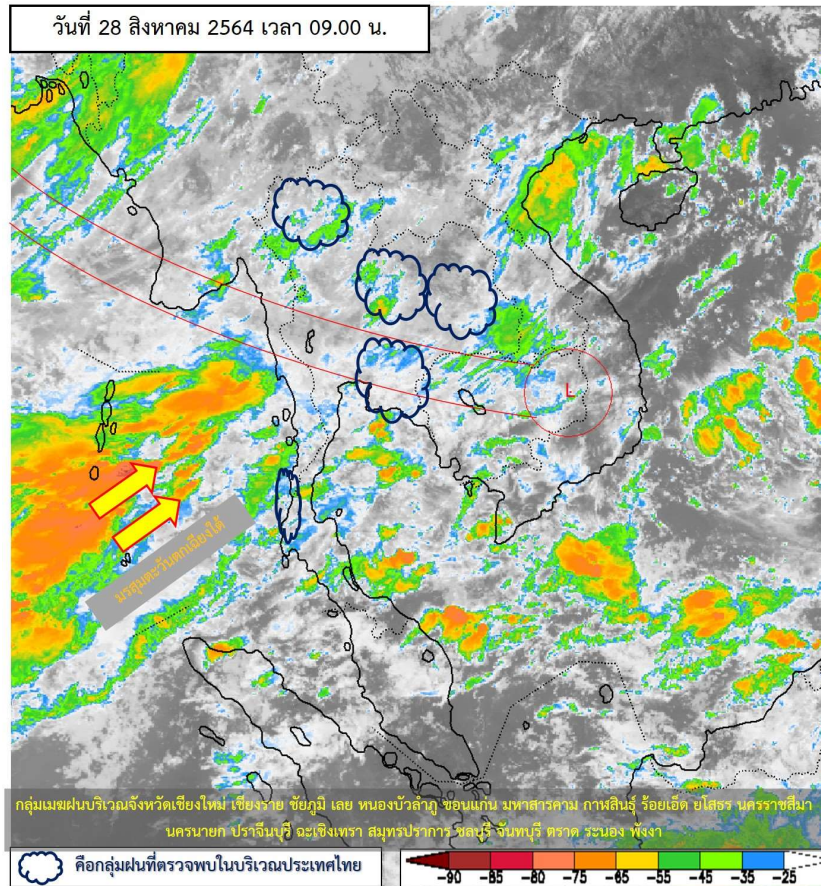 วันที่ 28 สิงหาคม 2564 เวลา 09.00 น.
L
มรสุมตะวันตกเฉียงใต้
กลุ่มเมฆฝนบริเวณจังหวัดเชียงใหม่ เชียงราย ชัยภูมิ เลย หนองบัวลำภู ขอนแก่น มหาสารคาม กาฬสินธุ์ ร้อยเอ็ด ยโสธร นครราชสีมา
นครนายก ปราจีนบุรี ฉะเชิงเทรา สมุทรปราการ ชลบุรี จันทบุรี ตราด ระนอง พังงา
คือกลุ่มฝนที่ตรวจพบในบริเวณประเทศไทย
-90 -85 -80 -75 -65 -55 -45 -35 -25